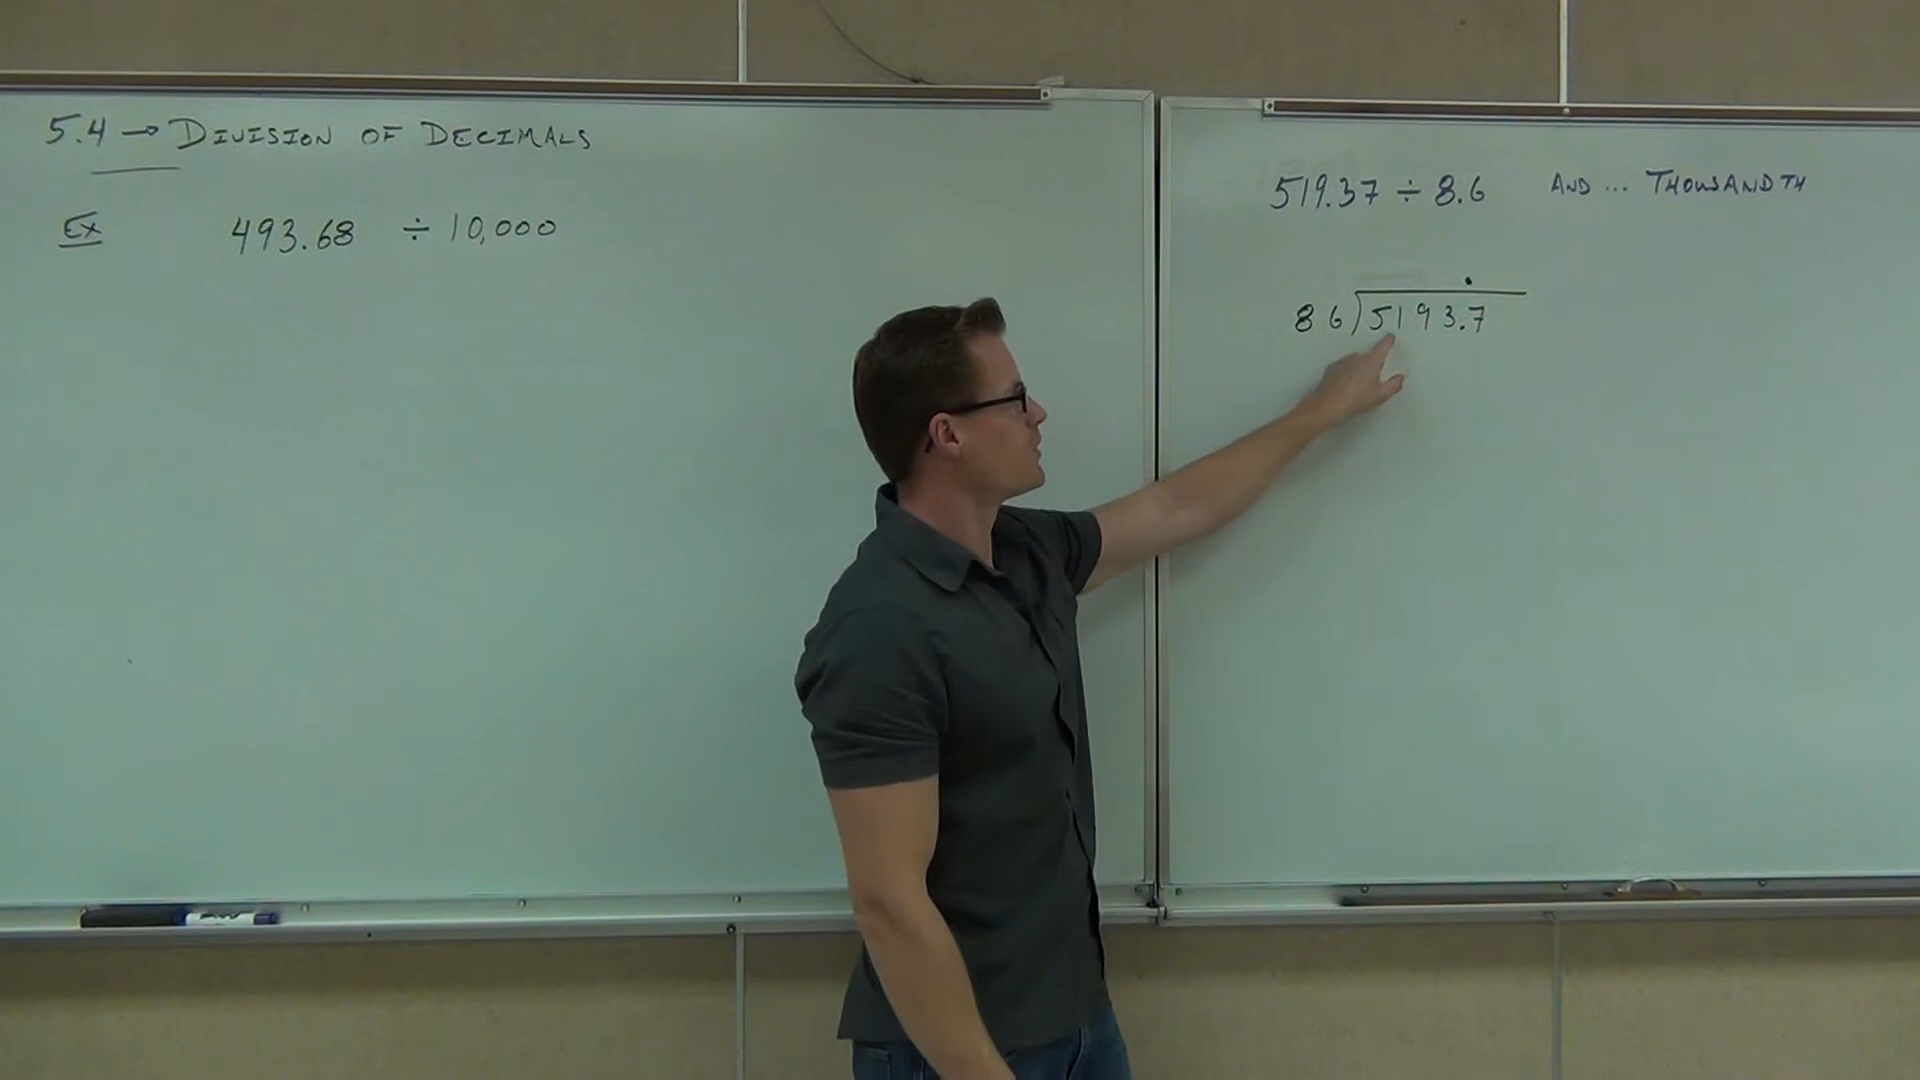 5.4 → DIVISION OF DECIMALS
Ex 493.68 ÷ 10,000
519.37 ÷ 8.6 AND ... THOUSANDTH
.
86)5193.7